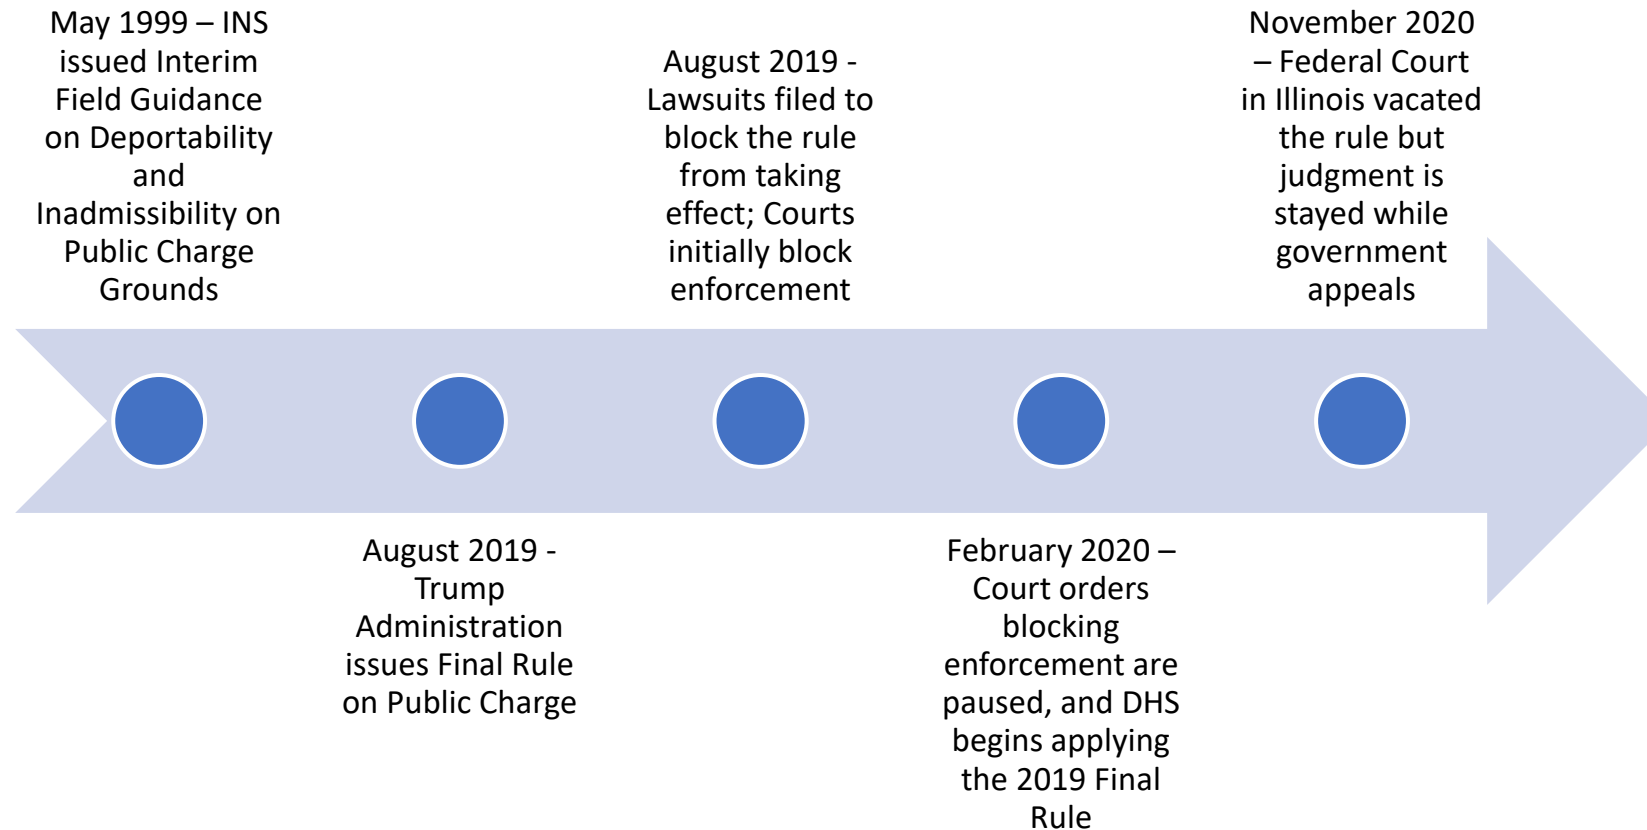 May 1999 – INS
issued Interim
Field Guidance
on Deportability
and
Inadmissibility on
Public Charge
Grounds
August 2019 -
Trump
Administration
issues Final Rule
on Public Charge
August 2019 -
Lawsuits filed to
block the rule
from taking
effect; Courts
initially block
enforcement
February 2020 –
Court orders
blocking
enforcement are
paused, and DHS
begins applying
the 2019 Final
Rule
November 2020
– Federal Court
in Illinois vacated
the rule but
judgment is
stayed while
government
appeals